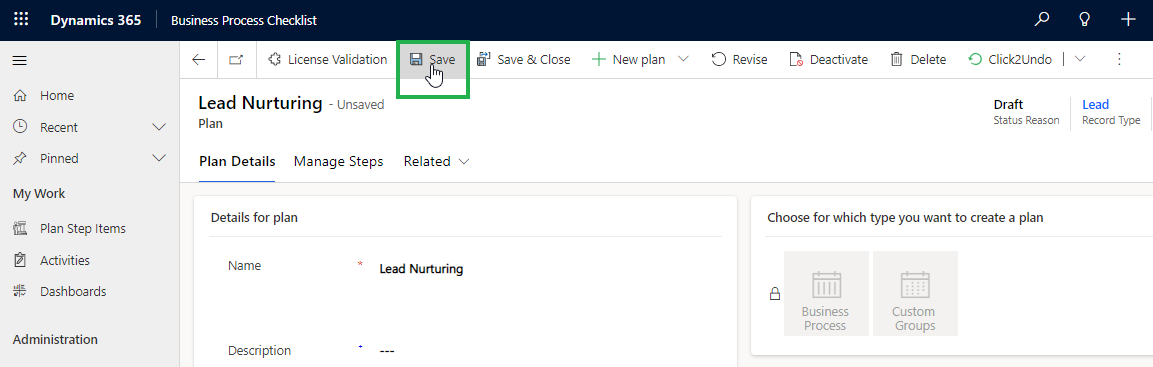 Dynamics 365 Business Process Checklist
License Validation Save Save & Close New plan Revise Deactivate Delete Click2Undo
Home
Recent
Pinned
My Work
Plan Step Items
Activities
Dashboards
Administration
Lead Nurturing - Unsaved
Plan
Draft
Status Reason
Lead
Record Type
Plan Details Manage Steps Related
Details for plan
Name * Lead Nurturing
Description + ---
Choose for which type you want to create a plan
Business
Process
Custom
Groups